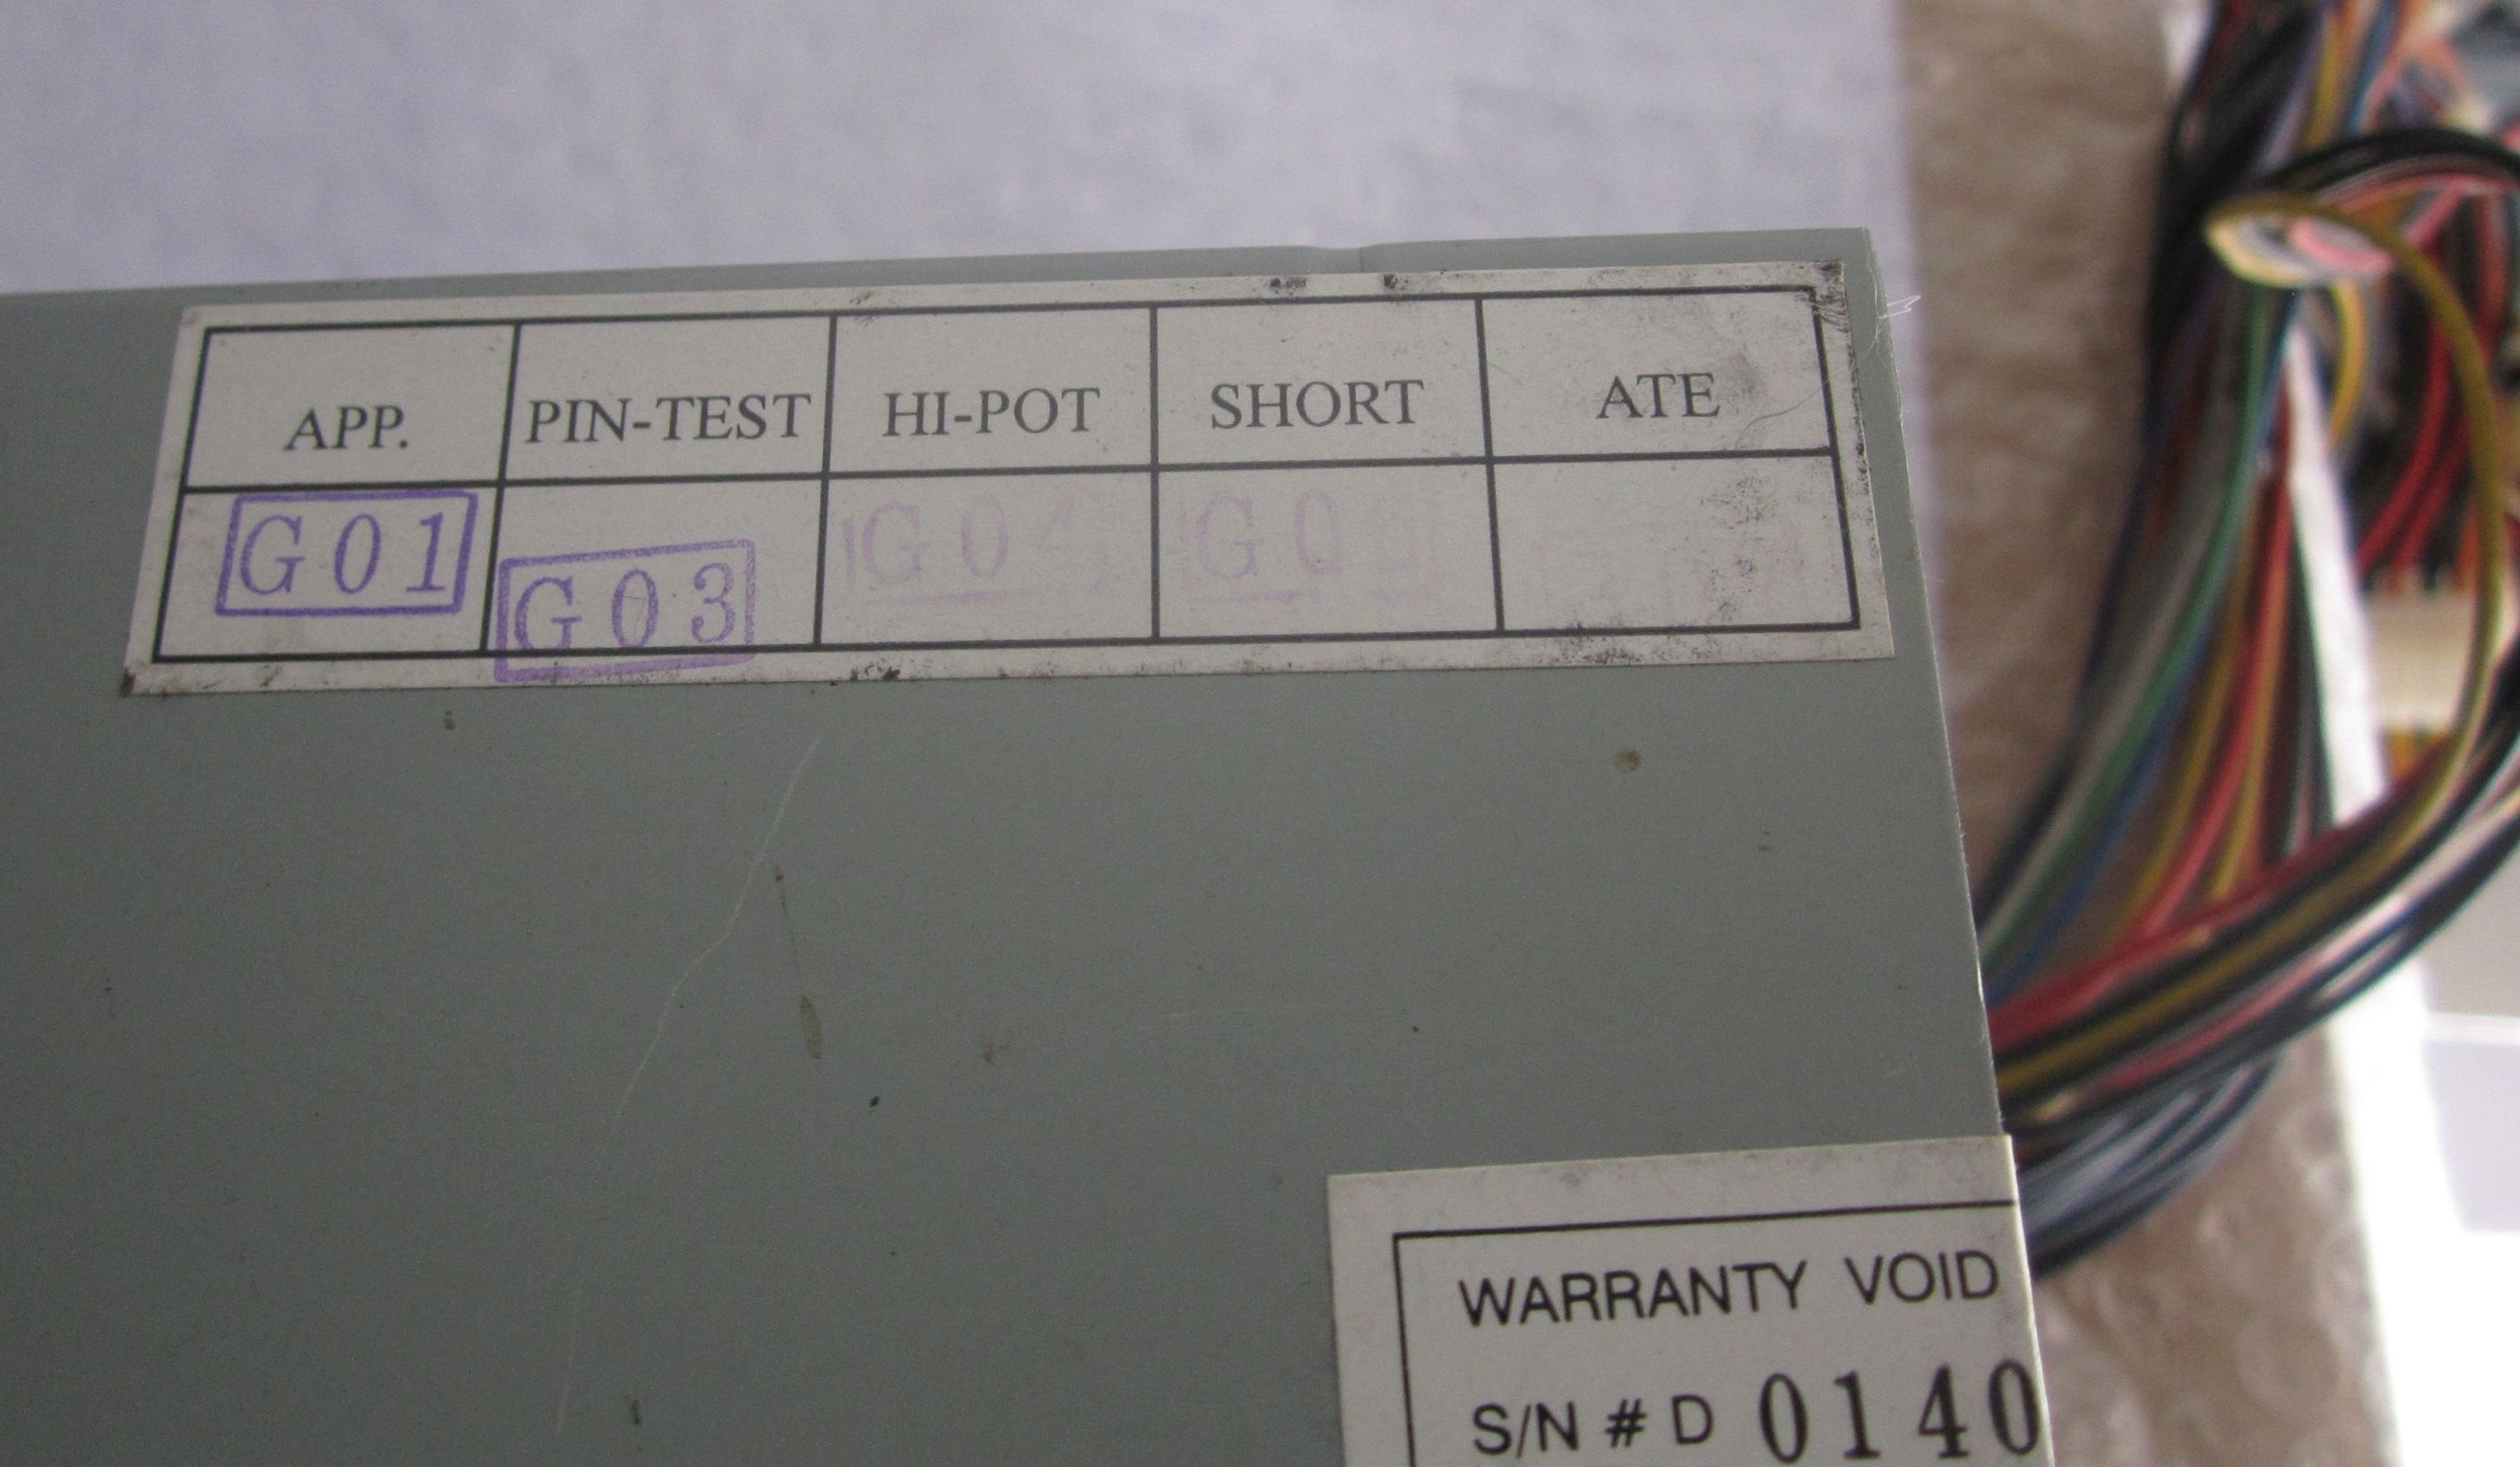 APP. PIN-TEST HI-POT SHORT ATE
G01 G03
WARRANTY VOID
S/N # D 0140